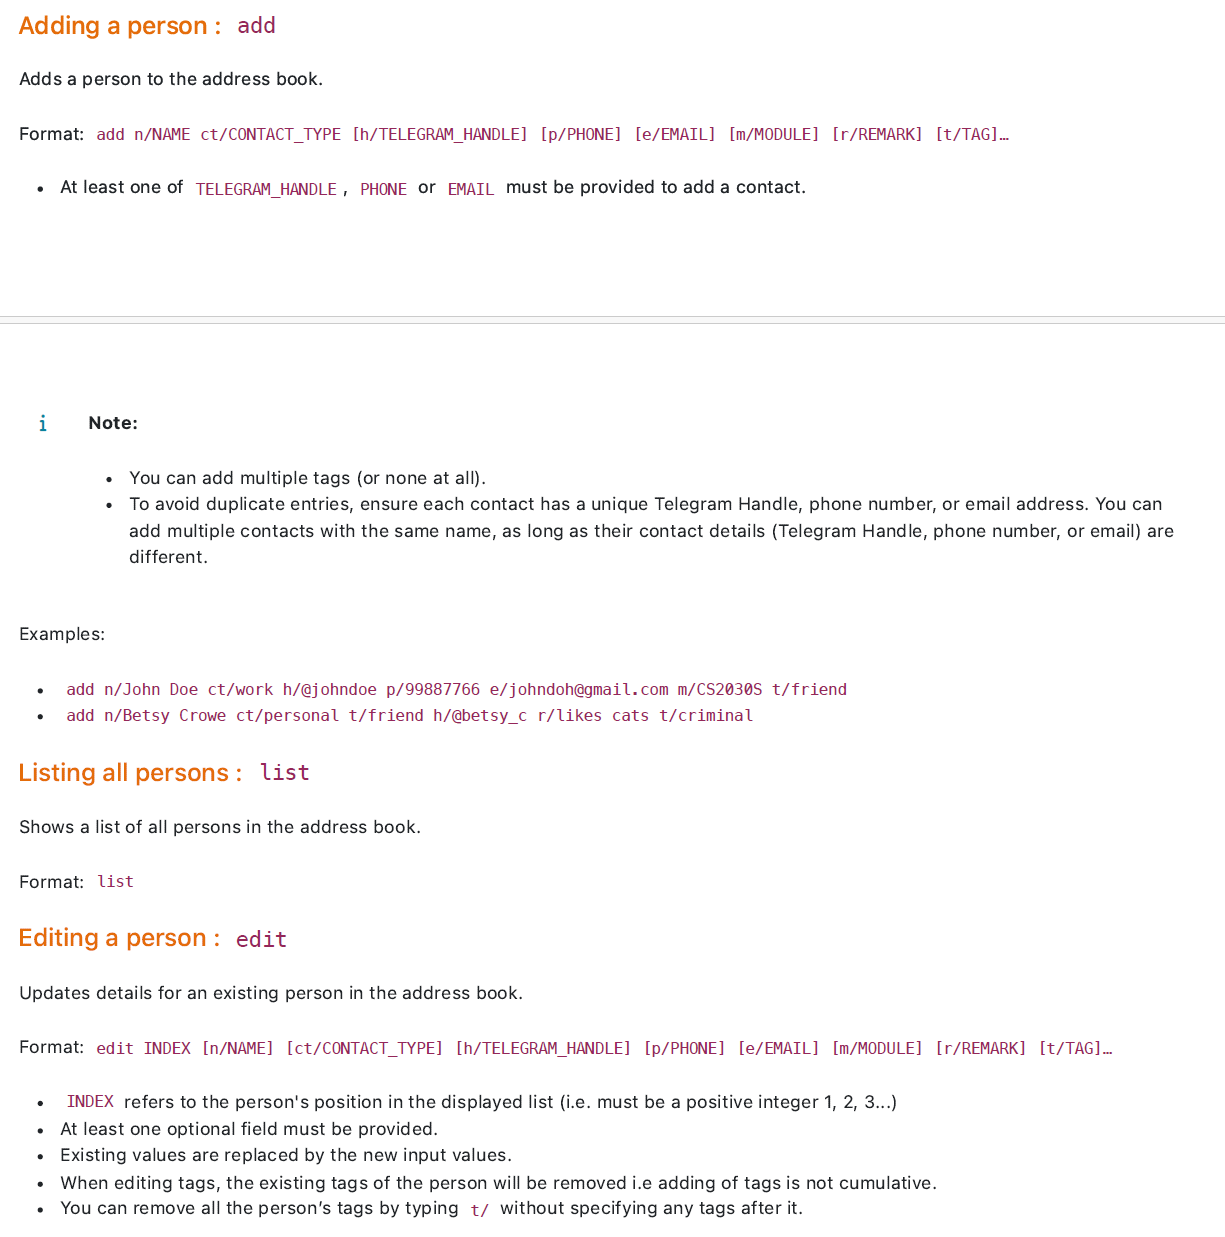 Adding a person : add
Adds a person to the address book.
Format: add n/NAME ct/CONTACT_TYPE [h/TELEGRAM_HANDLE] [p/PHONE] [e/EMAIL] [m/MODULE] [r/REMARK] [t/TAG]…
• At least one of TELEGRAM_HANDLE , PHONE or EMAIL must be provided to add a contact.
i Note:
• You can add multiple tags (or none at all).
• To avoid duplicate entries, ensure each contact has a unique Telegram Handle, phone number, or email address. You can
add multiple contacts with the same name, as long as their contact details (Telegram Handle, phone number, or email) are
different.
Examples:
• add n/John Doe ct/work h/@johndoe p/99887766 e/johndoh@gmail.com m/CS2030S t/friend
• add n/Betsy Crowe ct/personal t/friend h/@betsy_c r/likes cats t/criminal
Listing all persons : list
Shows a list of all persons in the address book.
Format: list
Editing a person : edit
Updates details for an existing person in the address book.
Format: edit INDEX [n/NAME] [ct/CONTACT_TYPE] [h/TELEGRAM_HANDLE] [p/PHONE] [e/EMAIL] [m/MODULE] [r/REMARK] [t/TAG]…
• INDEX refers to the person's position in the displayed list (i.e. must be a positive integer 1, 2, 3...)
• At least one optional field must be provided.
• Existing values are replaced by the new input values.
• When editing tags, the existing tags of the person will be removed i.e adding of tags is not cumulative.
• You can remove all the person’s tags by typing t/ without specifying any tags after it.